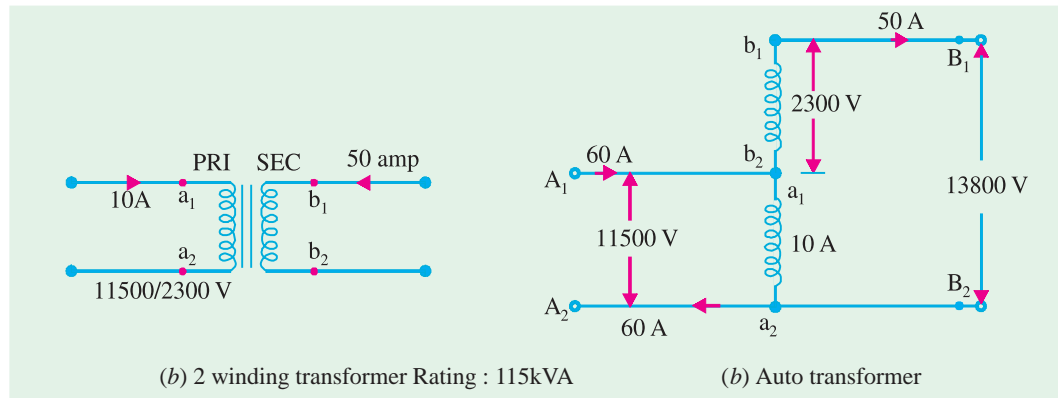 PRI SEC
50 amp
10A
a1
b1
a2
b2
11500/2300 V
(b) 2 winding transformer Rating : 115kVA
50 A
b1
B1
2300 V
60 A
b2
A1
a1
13800 V
11500 V
10 A
B2
A2
60 A
a2
(b) Auto transformer